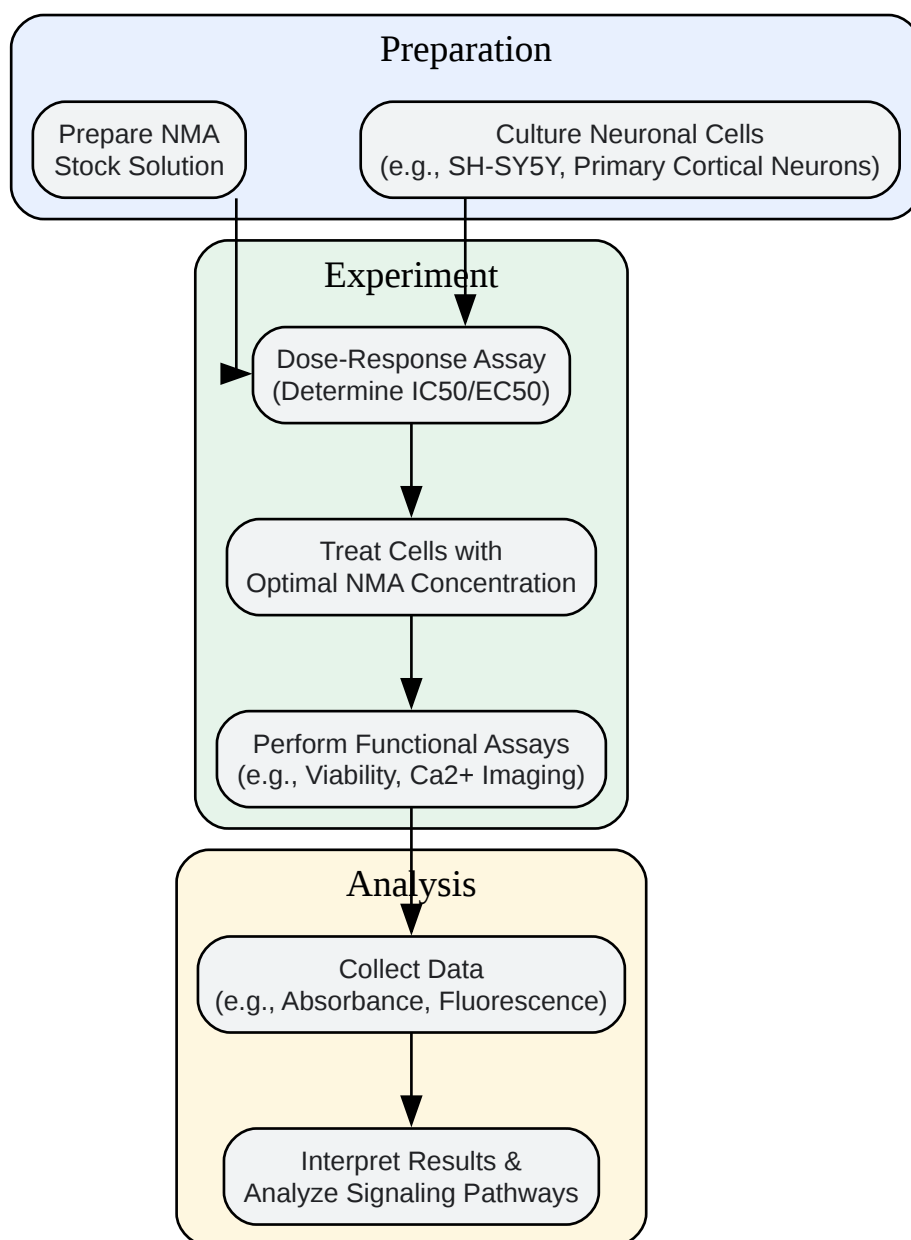 Preparation
Prepare NMA
Stock Solution
Culture Neuronal Cells
(e.g., SH-SY5Y, Primary Cortical Neurons)
Experiment
Dose-Response Assay
(Determine IC50/EC50)
Treat Cells with
Optimal NMA Concentration
Perform Functional Assays
(e.g., Viability, Ca2+ Imaging)
Analysis
Collect Data
(e.g., Absorbance, Fluorescence)
Interpret Results &
Analyze Signaling Pathways